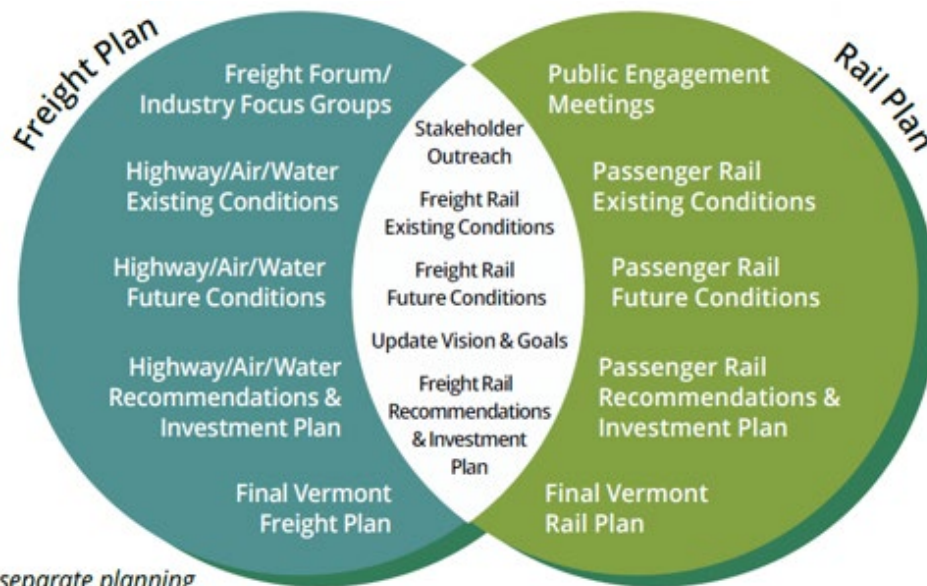 Freight Plan
Freight Forum/
Industry Focus Groups
Highway/Air/Water
Existing Conditions
Highway/Air/Water
Future Conditions
Highway/Air/Water
Recommendations &
Investment Plan
Final Vermont
Freight Plan
Stakeholder
Outreach
Freight Rail
Existing Conditions
Freight Rail
Future Conditions
Update Vision & Goals
Freight Rail
Recommendations
& Investment
Plan
Rail Plan
Public Engagement
Meetings
Passenger Rail
Existing Conditions
Passenger Rail
Future Conditions
Passenger Rail
Recommendations &
Investment Plan
Final Vermont
Rail Plan
separate planning